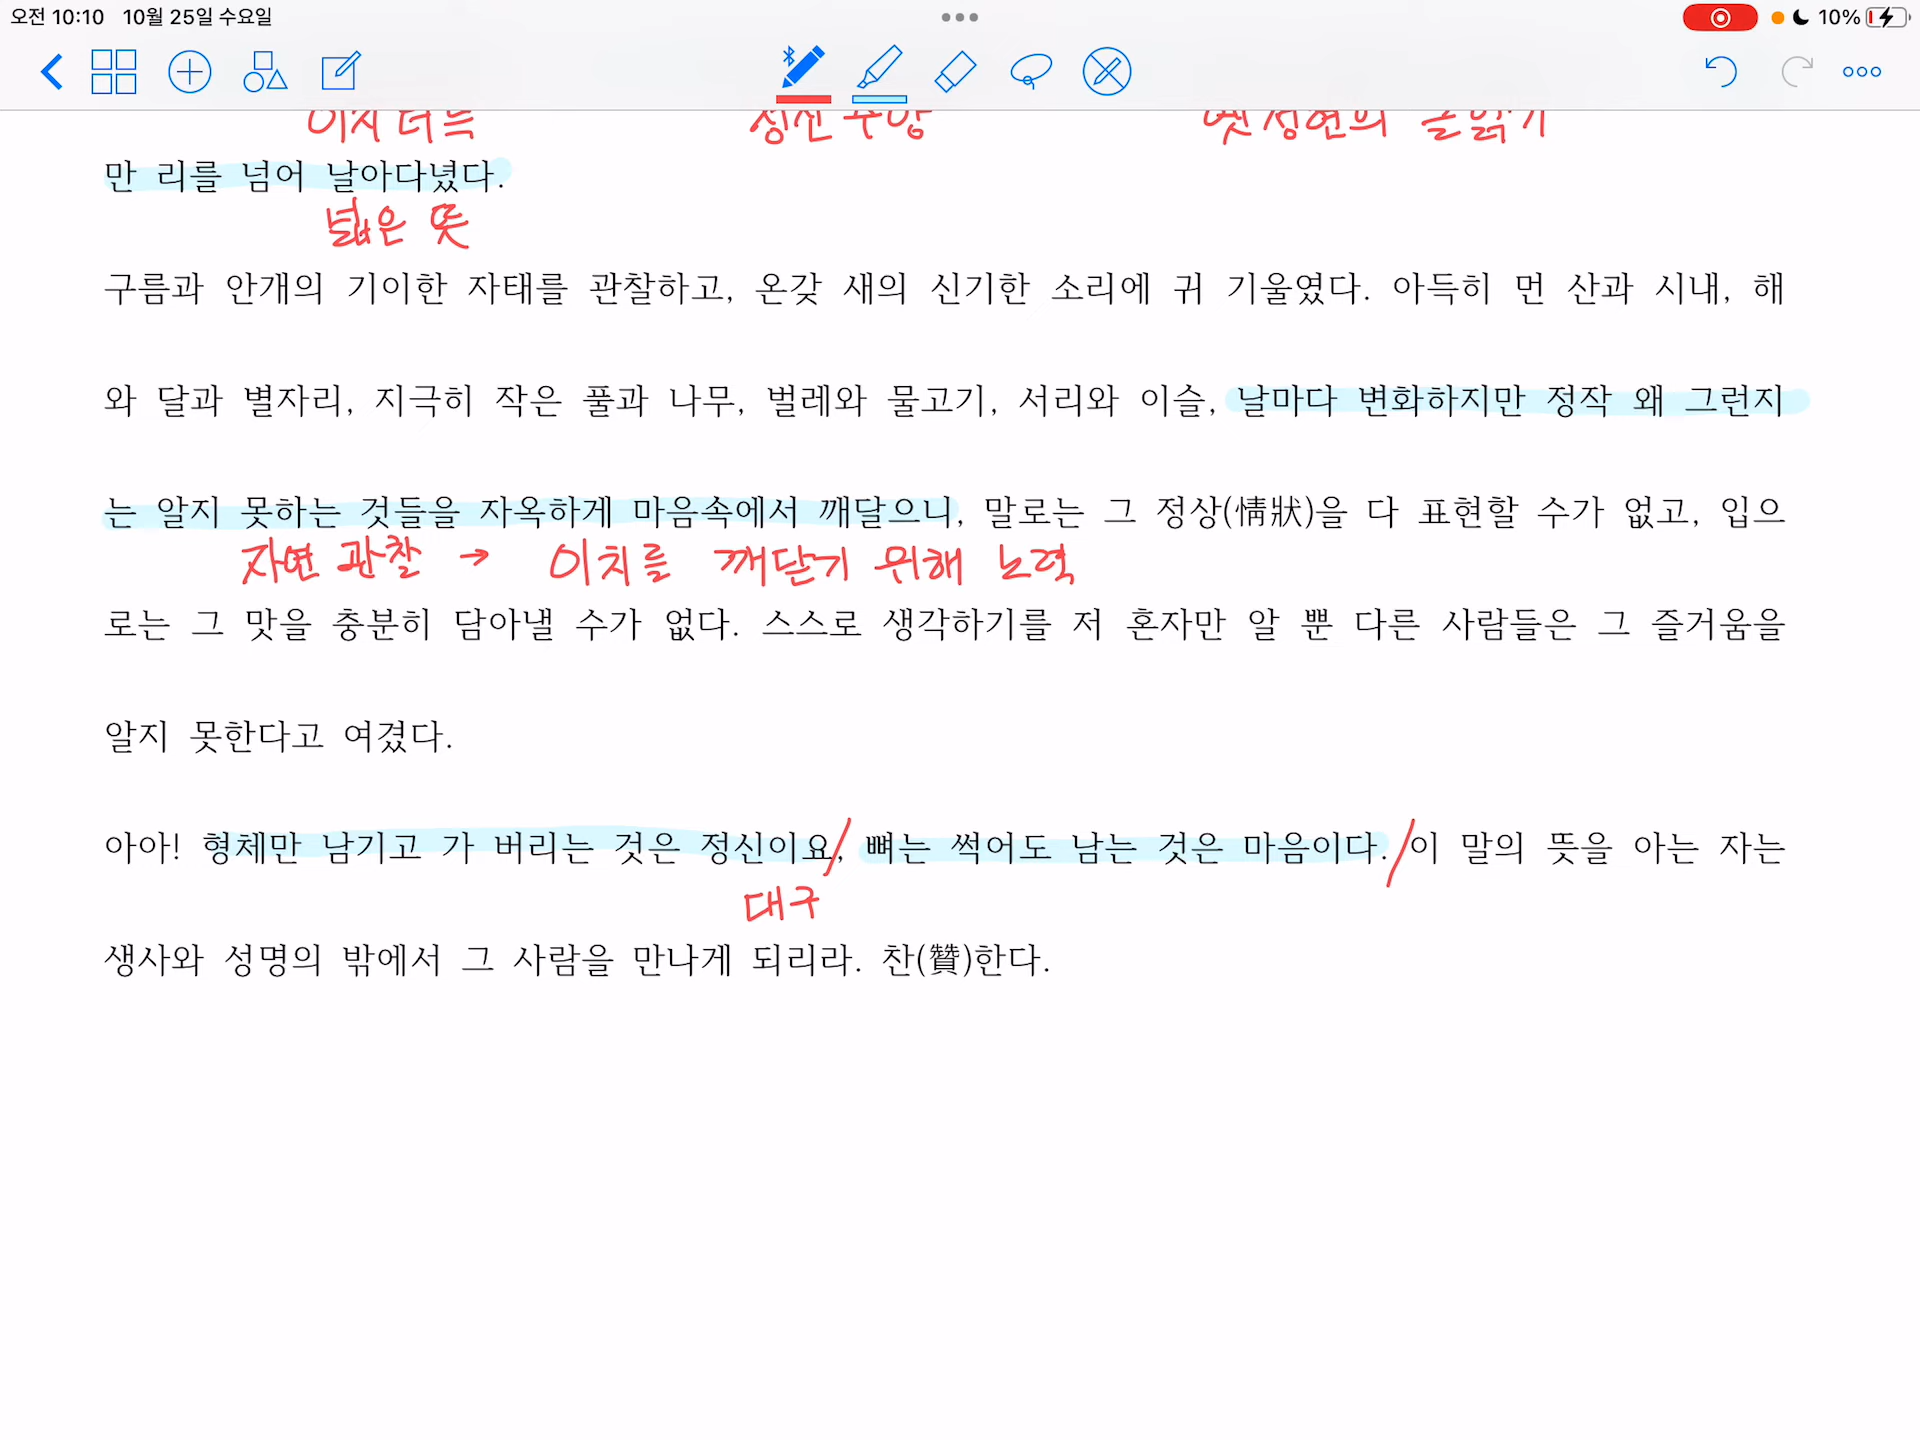 오전 10:10 10월 25일 수요일
10%
만 리를 넘어 날아다녔다.
넓은 뜻
구름과 안개의 기이한 자태를 관찰하고, 온갖 새의 신기한 소리에 귀 기울였다. 아득히 먼 산과 시내, 해
와 달과 별자리, 지극히 작은 풀과 나무, 벌레와 물고기, 서리와 이슬, 날마다 변화하지만 정작 왜 그런지
는 알지 못하는 것들을 자옥하게 마음속에서 깨달으니, 말로는 그 정상(情狀)을 다 표현할 수가 없고, 입으
자연 관찰 → 이치를 깨닫기 위해 노력
로는 그 맛을 충분히 담아낼 수가 없다. 스스로 생각하기를 저 혼자만 알 뿐 다른 사람들은 그 즐거움을
알지 못한다고 여겼다.
아아! 형체만 남기고 가 버리는 것은 정신이요, 뼈는 썩어도 남는 것은 마음이다. 이 말의 뜻을 아는 자는
대구
생사와 성명의 밖에서 그 사람을 만나게 되리라. 찬(贊)한다.